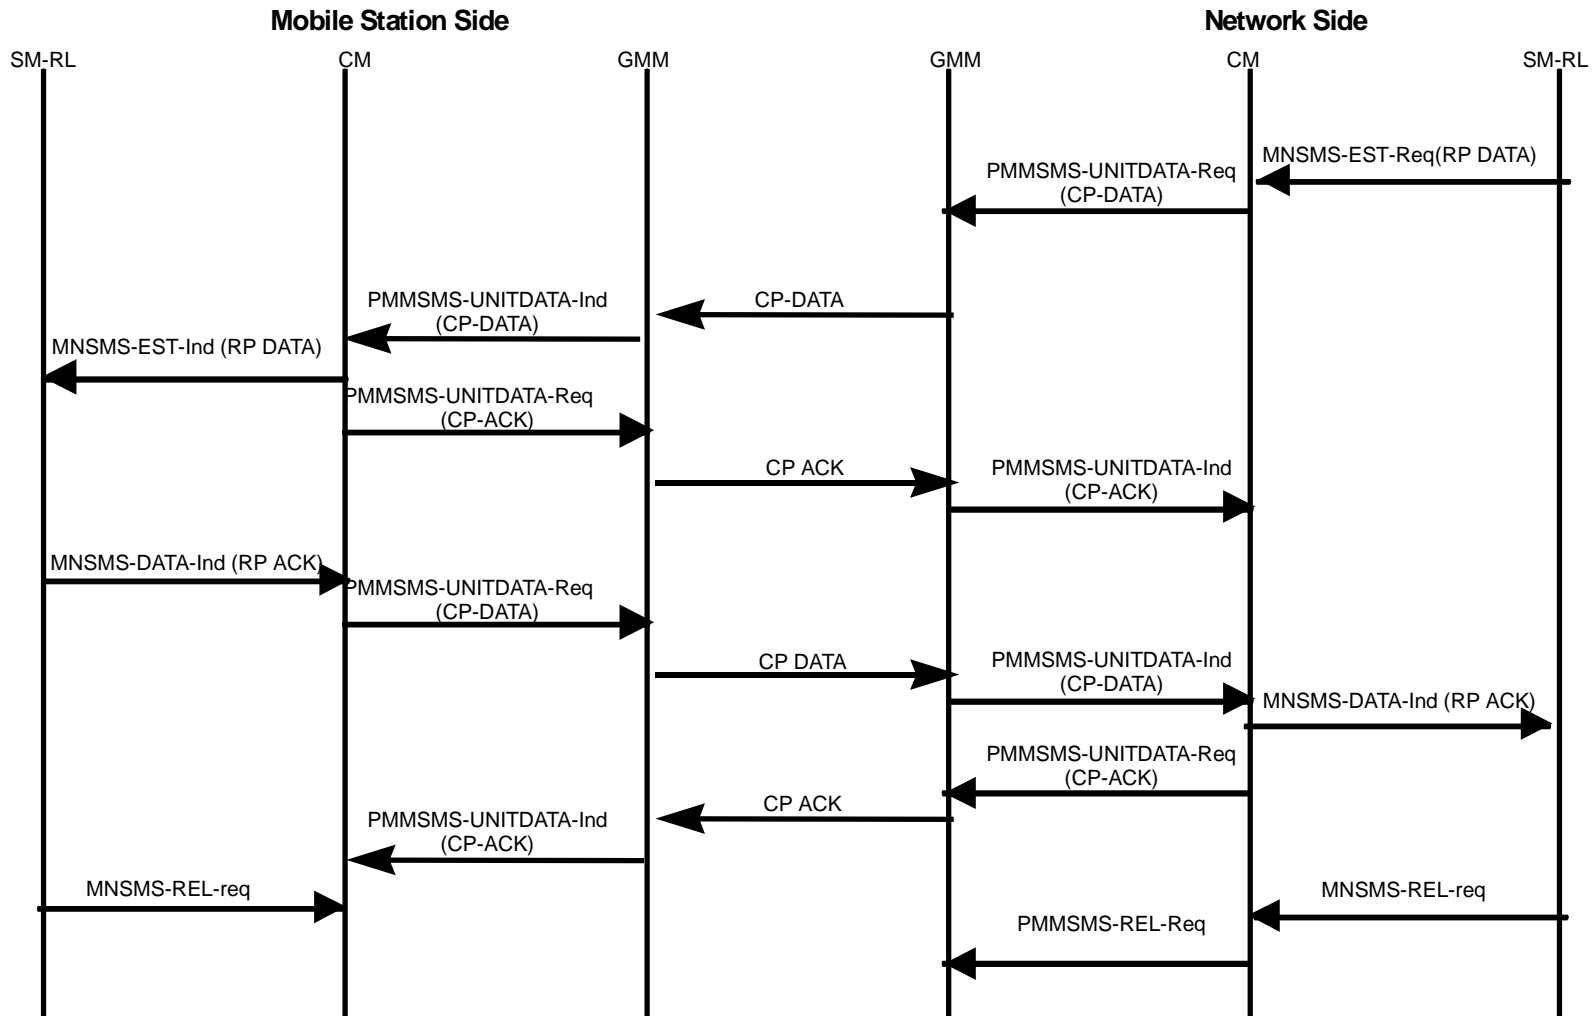 Mobile Station Side
Network Side
SM-RL
CM
GMM
GMM
CM
SM-RL
MNSMS-EST-Req(RP DATA)
PMMSMS-UNITDATA-Req
(CP-DATA)
CP-DATA
PMMSMS-UNITDATA-Ind
(CP-DATA)
MNSMS-EST-Ind (RP DATA)
PMMSMS-UNITDATA-Req
(CP-ACK)
CP ACK
PMMSMS-UNITDATA-Ind
(CP-ACK)
MNSMS-DATA-Ind (RP ACK)
PMMSMS-UNITDATA-Req
(CP-DATA)
CP DATA
PMMSMS-UNITDATA-Ind
(CP-DATA)
MNSMS-DATA-Ind (RP ACK)
PMMSMS-UNITDATA-Req
(CP-ACK)
CP ACK
PMMSMS-UNITDATA-Ind
(CP-ACK)
MNSMS-REL-req
MNSMS-REL-req
PMMSMS-REL-Req